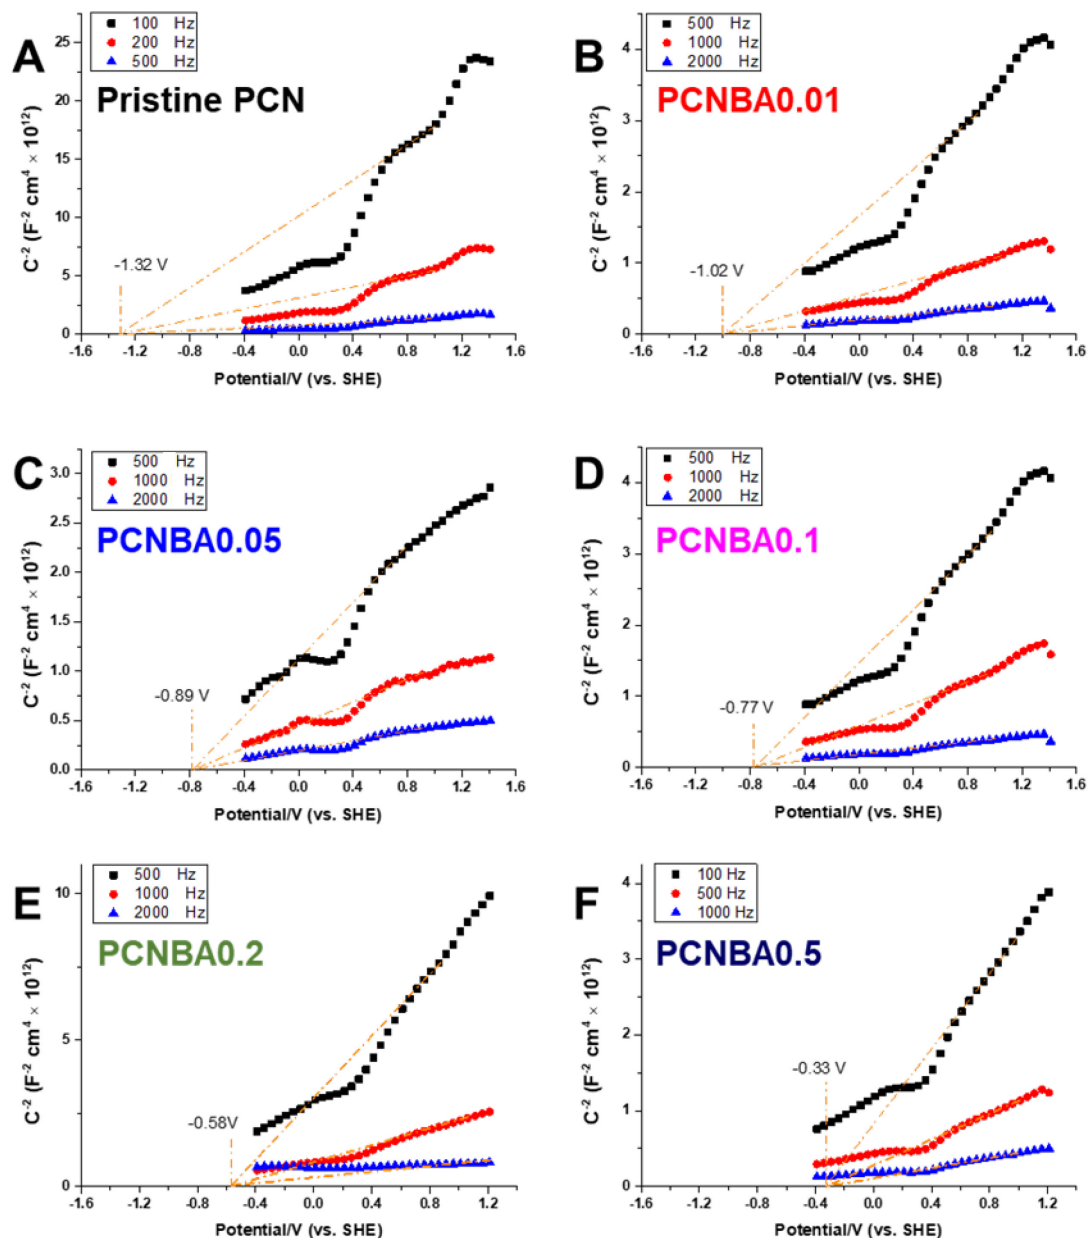 A
100 Hz
200 Hz
500 Hz
Pristine PCN
C⁻² (F⁻² cm⁴ × 10¹²)
25
20
15
10
5
0
-1.32 V
-1.6 -1.2 -0.8 -0.4 0.0 0.4 0.8 1.2 1.6
Potential/V (vs. SHE)
B
500 Hz
1000 Hz
2000 Hz
PCNBA0.01
C⁻² (F⁻² cm⁴ × 10¹²)
4
3
2
1
0
-1.02 V
-1.6 -1.2 -0.8 -0.4 0.0 0.4 0.8 1.2 1.6
Potential/V (vs. SHE)
C
500 Hz
1000 Hz
2000 Hz
PCNBA0.05
C⁻² (F⁻² cm⁴ × 10¹²)
3.0
2.5
2.0
1.5
1.0
0.5
0.0
-0.89 V
-1.6 -1.2 -0.8 -0.4 0.0 0.4 0.8 1.2 1.6
Potential/V (vs. SHE)
D
500 Hz
1000 Hz
2000 Hz
PCNBA0.1
C⁻² (F⁻² cm⁴ × 10¹²)
4
3
2
1
0
-0.77 V
-1.6 -1.2 -0.8 -0.4 0.0 0.4 0.8 1.2 1.6
Potential/V (vs. SHE)
E
500 Hz
1000 Hz
2000 Hz
PCNBA0.2
C⁻² (F⁻² cm⁴ × 10¹²)
10
5
0
-0.58V
-1.6 -1.2 -0.8 -0.4 0.0 0.4 0.8 1.2
Potential/V (vs. SHE)
F
100 Hz
500 Hz
1000 Hz
PCNBA0.5
C⁻² (F⁻² cm⁴ × 10¹²)
4
3
2
1
0
-0.33 V
-1.6 -1.2 -0.8 -0.4 0.0 0.4 0.8 1.2
Potential/V (vs. SHE)